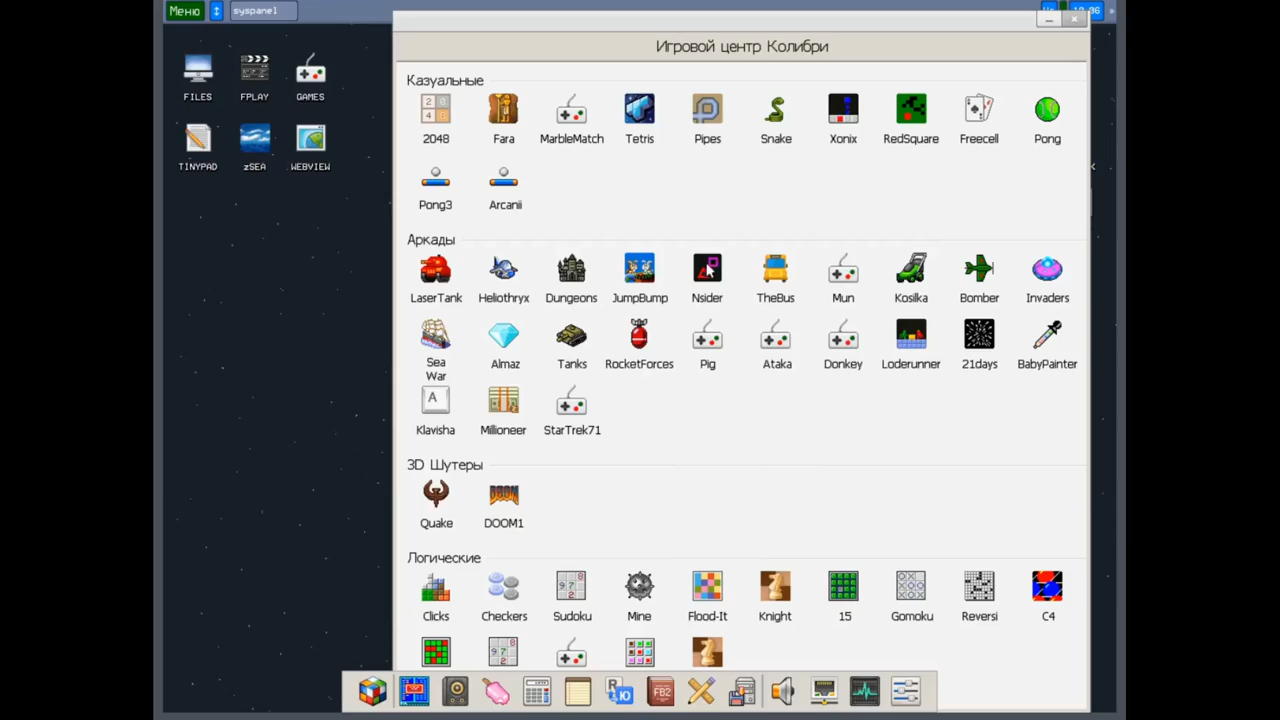 Меню syspanel
Игровой центр Колибри
FILES FPLAY GAMES
TINYPAD zSEA WEBVIEW
Казуальные
2048 Fara MarbleMatch Tetris Pipes Snake Xonix RedSquare Freecell Pong
Pong3 Arcanii
Аркады
LaserTank Heliothryx Dungeons JumpBump Nsider TheBus Mun Kosilka Bomber Invaders
Sea War Almaz Tanks RocketForces Pig Ataka Donkey Loderunner 21days BabyPainter
Klavisha Millioneer StarTrek71
3D Шутеры
Quake DOOM1
Логические
Clicks Checkers Sudoku Mine Flood-It Knight 15 Gomoku Reversi C4